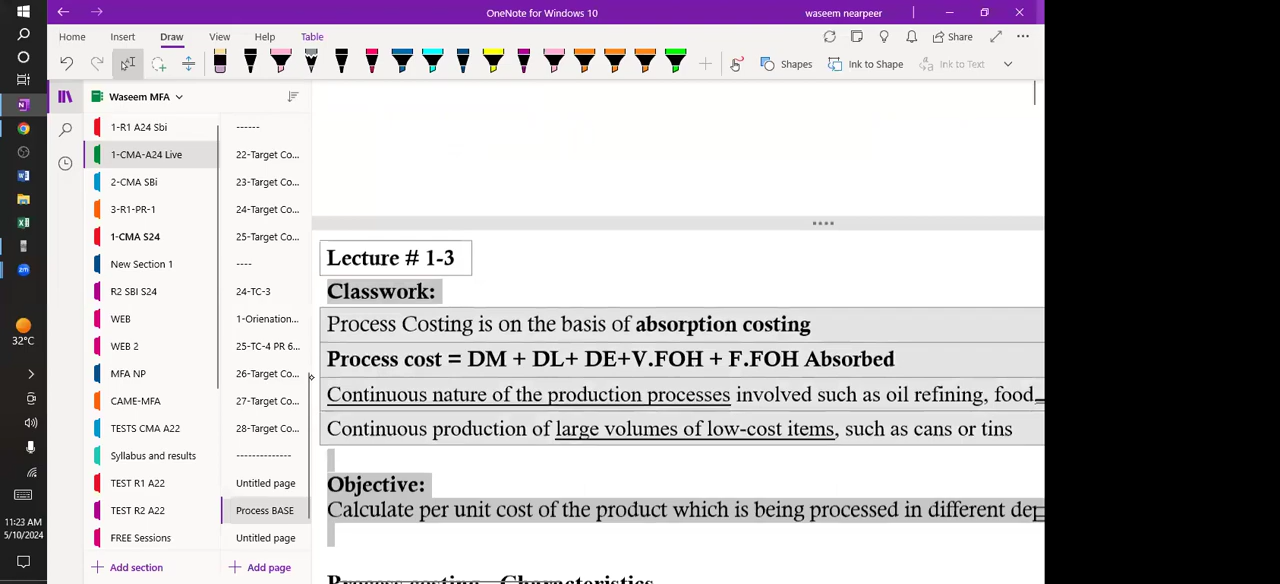 OneNote for Windows 10
waseem nearpeer
Home Insert Draw View Help Table
Share
Shapes Ink to Shape Ink to Text
Waseem MFA
1-R1 A24 Sbi
1-CMA-A24 Live
2-CMA SBi
3-R1-PR-1
1-CMA S24
New Section 1
R2 SBI S24
WEB
WEB 2
MFA NP
CAME-MFA
TESTS CMA A22
Syllabus and results
TEST R1 A22
TEST R2 A22
FREE Sessions
Add section
------
22-Target Co...
23-Target Co...
24-Target Co...
25-Target Co...
----
24-TC-3
1-Orienation...
25-TC-4 PR 6...
26-Target Co...
27-Target Co...
28-Target Co...
--------------
Untitled page
Process BASE
Untitled page
Add page
Lecture # 1-3
Classwork:
Process Costing is on the basis of absorption costing
Process cost = DM + DL+ DE+V.FOH + F.FOH Absorbed
Continuous nature of the production processes involved such as oil refining, food
Continuous production of large volumes of low-cost items, such as cans or tins
Objective:
Calculate per unit cost of the product which is being processed in different de
Process costing - Characteristics
32°C
11:23 AM
5/10/2024